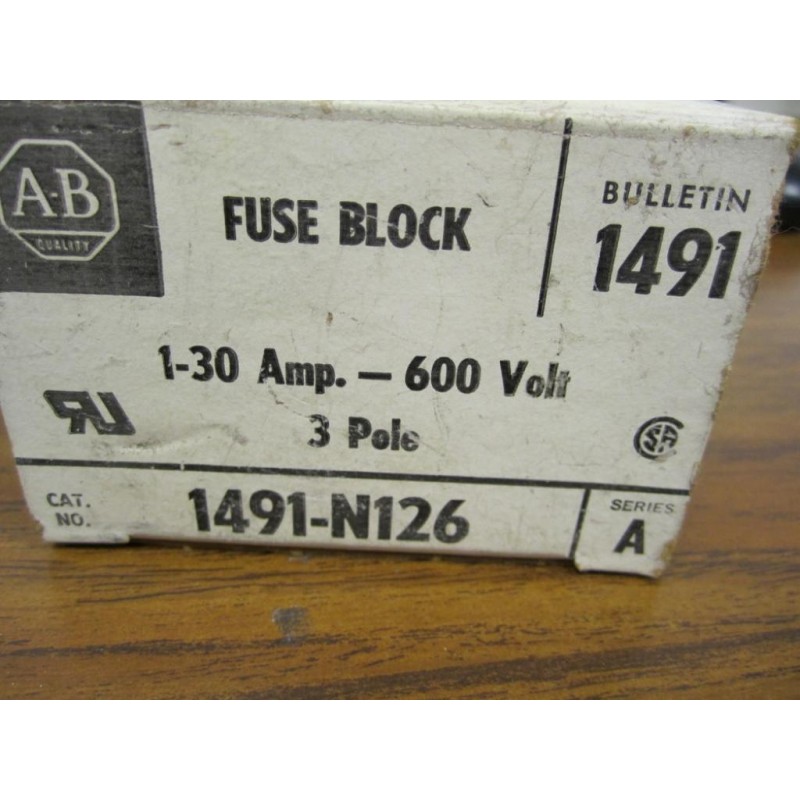 A-B
QUALITY
FUSE BLOCK
BULLETIN
1491
1-30 Amp. — 600 Volt
3 Pole
CAT.
NO.
1491-N126
SERIES
A